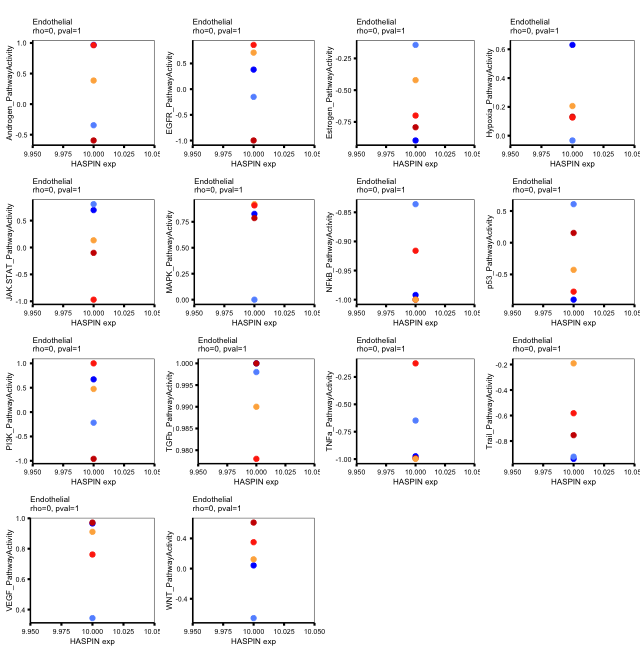 Endothelial
rho=0, pval=1
Androgen_PathwayActivity
1.0
0.5
0.0
-0.5
9.950 9.975 10.000 10.025 10.05
HASPIN exp
Endothelial
rho=0, pval=1
EGFR_PathwayActivity
0.5
0.0
-0.5
-1.0
9.950 9.975 10.000 10.025 10.05
HASPIN exp
Endothelial
rho=0, pval=1
Estrogen_PathwayActivity
-0.25
-0.50
-0.75
9.950 9.975 10.000 10.025 10.05
HASPIN exp
Endothelial
rho=0, pval=1
Hypoxia_PathwayActivity
0.6
0.4
0.2
0.0
9.950 9.975 10.000 10.025 10.05
HASPIN exp
Endothelial
rho=0, pval=1
JAK.STAT_PathwayActivity
0.5
0.0
-0.5
-1.0
9.950 9.975 10.000 10.025 10.05
HASPIN exp
Endothelial
rho=0, pval=1
MAPK_PathwayActivity
0.75
0.50
0.25
0.00
9.950 9.975 10.000 10.025 10.05
HASPIN exp
Endothelial
rho=0, pval=1
NFkB_PathwayActivity
-0.85
-0.90
-0.95
-1.00
9.950 9.975 10.000 10.025 10.05
HASPIN exp
Endothelial
rho=0, pval=1
p53_PathwayActivity
0.5
0.0
-0.5
9.950 9.975 10.000 10.025 10.05
HASPIN exp
Endothelial
rho=0, pval=1
PI3K_PathwayActivity
1.0
0.5
0.0
-0.5
-1.0
9.950 9.975 10.000 10.025 10.05
HASPIN exp
Endothelial
rho=0, pval=1
TGFb_PathwayActivity
1.000
0.995
0.990
0.985
0.980
9.950 9.975 10.000 10.025 10.05
HASPIN exp
Endothelial
rho=0, pval=1
TNFa_PathwayActivity
-0.25
-0.50
-0.75
-1.00
9.950 9.975 10.000 10.025 10.05
HASPIN exp
Endothelial
rho=0, pval=1
Trail_PathwayActivity
-0.2
-0.4
-0.6
-0.8
9.950 9.975 10.000 10.025 10.05
HASPIN exp
Endothelial
rho=0, pval=1
VEGF_PathwayActivity
1.0
0.8
0.6
0.4
9.950 9.975 10.000 10.025 10.05
HASPIN exp
Endothelial
rho=0, pval=1
WNT_PathwayActivity
0.4
0.0
-0.4
9.950 9.975 10.000 10.025 10.050
HASPIN exp